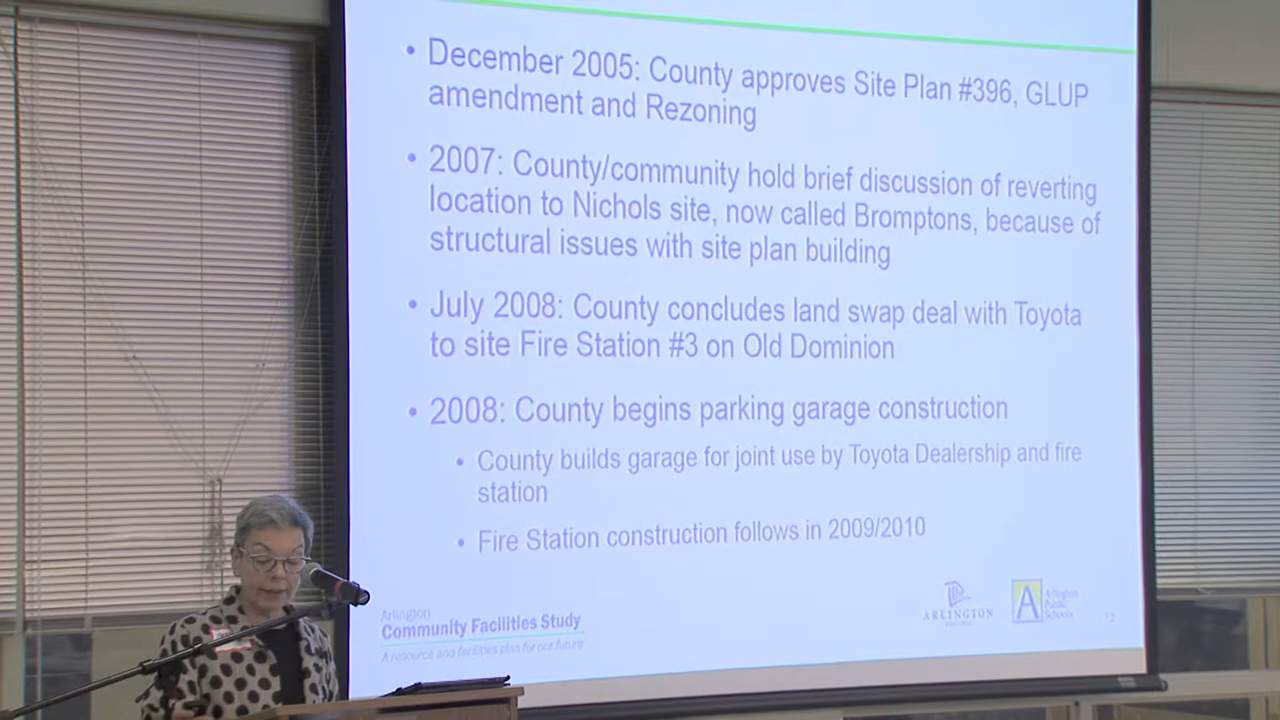 • December 2005: County approves Site Plan #396, GLUP
amendment and Rezoning
• 2007: County/community hold brief discussion of reverting
location to Nichols site, now called Bromptons, because of
structural issues with site plan building
• July 2008: County concludes land swap deal with Toyota
to site Fire Station #3 on Old Dominion
• 2008: County begins parking garage construction
• County builds garage for joint use by Toyota Dealership and fire
station
• Fire Station construction follows in 2009/2010
Arlington
Community Facilities Study
A resource and facilities plan for our future
ARLINGTON
VIRGINIA
A
Arlington
Public
Schools
12